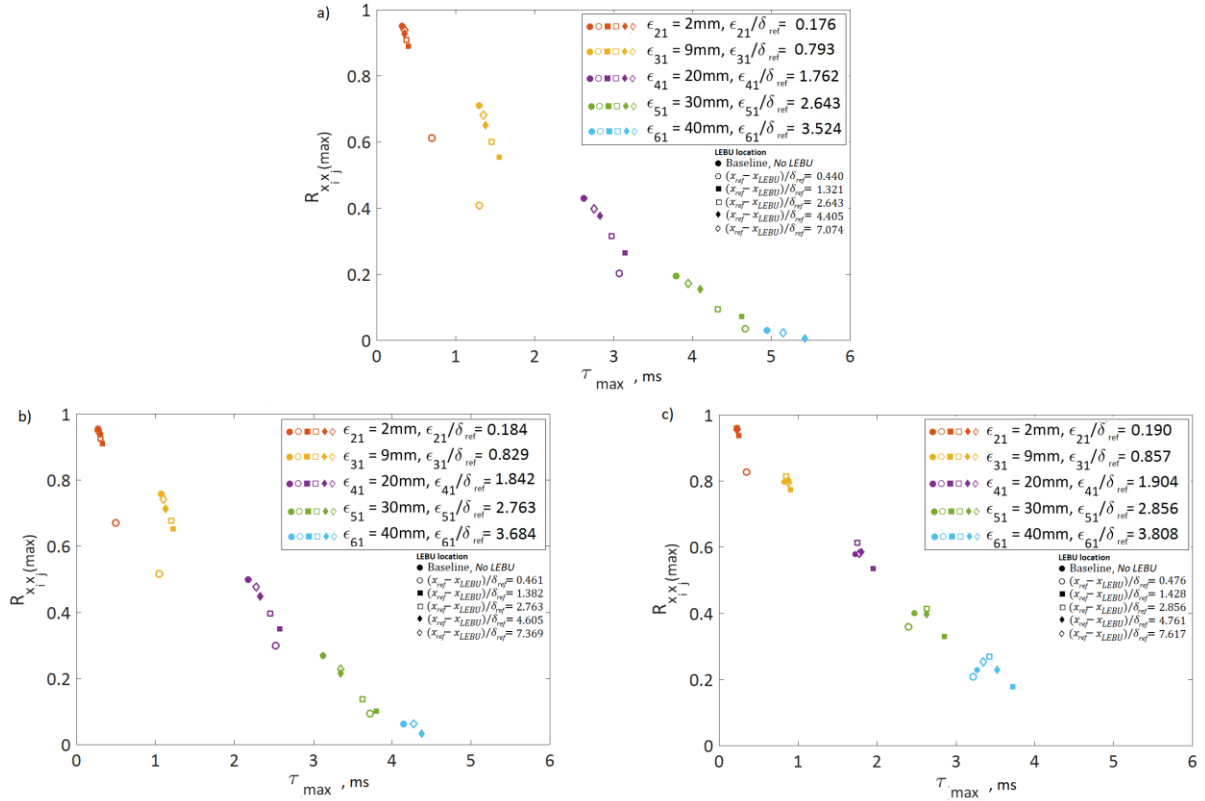 a)
1
0.8
0.6
0.4
0.2
0
R x_i x_j (max)
0 1 2 3 4 5 6
τ max , ms
ϵ21 = 2mm, ϵ21/δref = 0.176
ϵ31 = 9mm, ϵ31/δref = 0.793
ϵ41 = 20mm, ϵ41/δref = 1.762
ϵ51 = 30mm, ϵ51/δref = 2.643
ϵ61 = 40mm, ϵ61/δref = 3.524
LEBU location
Baseline, No LEBU
(xref − xLEBU)/δref = 0.440
(xref − xLEBU)/δref = 1.321
(xref − xLEBU)/δref = 2.643
(xref − xLEBU)/δref = 4.405
(xref − xLEBU)/δref = 7.074
b)
1
0.8
0.6
0.4
0.2
0
R x_i x_j (max)
0 1 2 3 4 5 6
τ max , ms
ϵ21 = 2mm, ϵ21/δref = 0.184
ϵ31 = 9mm, ϵ31/δref = 0.829
ϵ41 = 20mm, ϵ41/δref = 1.842
ϵ51 = 30mm, ϵ51/δref = 2.763
ϵ61 = 40mm, ϵ61/δref = 3.684
LEBU location
Baseline, No LEBU
(xref − xLEBU)/δref = 0.461
(xref − xLEBU)/δref = 1.382
(xref − xLEBU)/δref = 2.763
(xref − xLEBU)/δref = 4.605
(xref − xLEBU)/δref = 7.369
c)
1
0.8
0.6
0.4
0.2
0
R x_i x_j (max)
0 1 2 3 4 5 6
τ max , ms
ϵ21 = 2mm, ϵ21/δref = 0.190
ϵ31 = 9mm, ϵ31/δref = 0.857
ϵ41 = 20mm, ϵ41/δref = 1.904
ϵ51 = 30mm, ϵ51/δref = 2.856
ϵ61 = 40mm, ϵ61/δref = 3.808
LEBU location
Baseline, No LEBU
(xref − xLEBU)/δref = 0.476
(xref − xLEBU)/δref = 1.428
(xref − xLEBU)/δref = 2.856
(xref − xLEBU)/δref = 4.761
(xref − xLEBU)/δref = 7.617